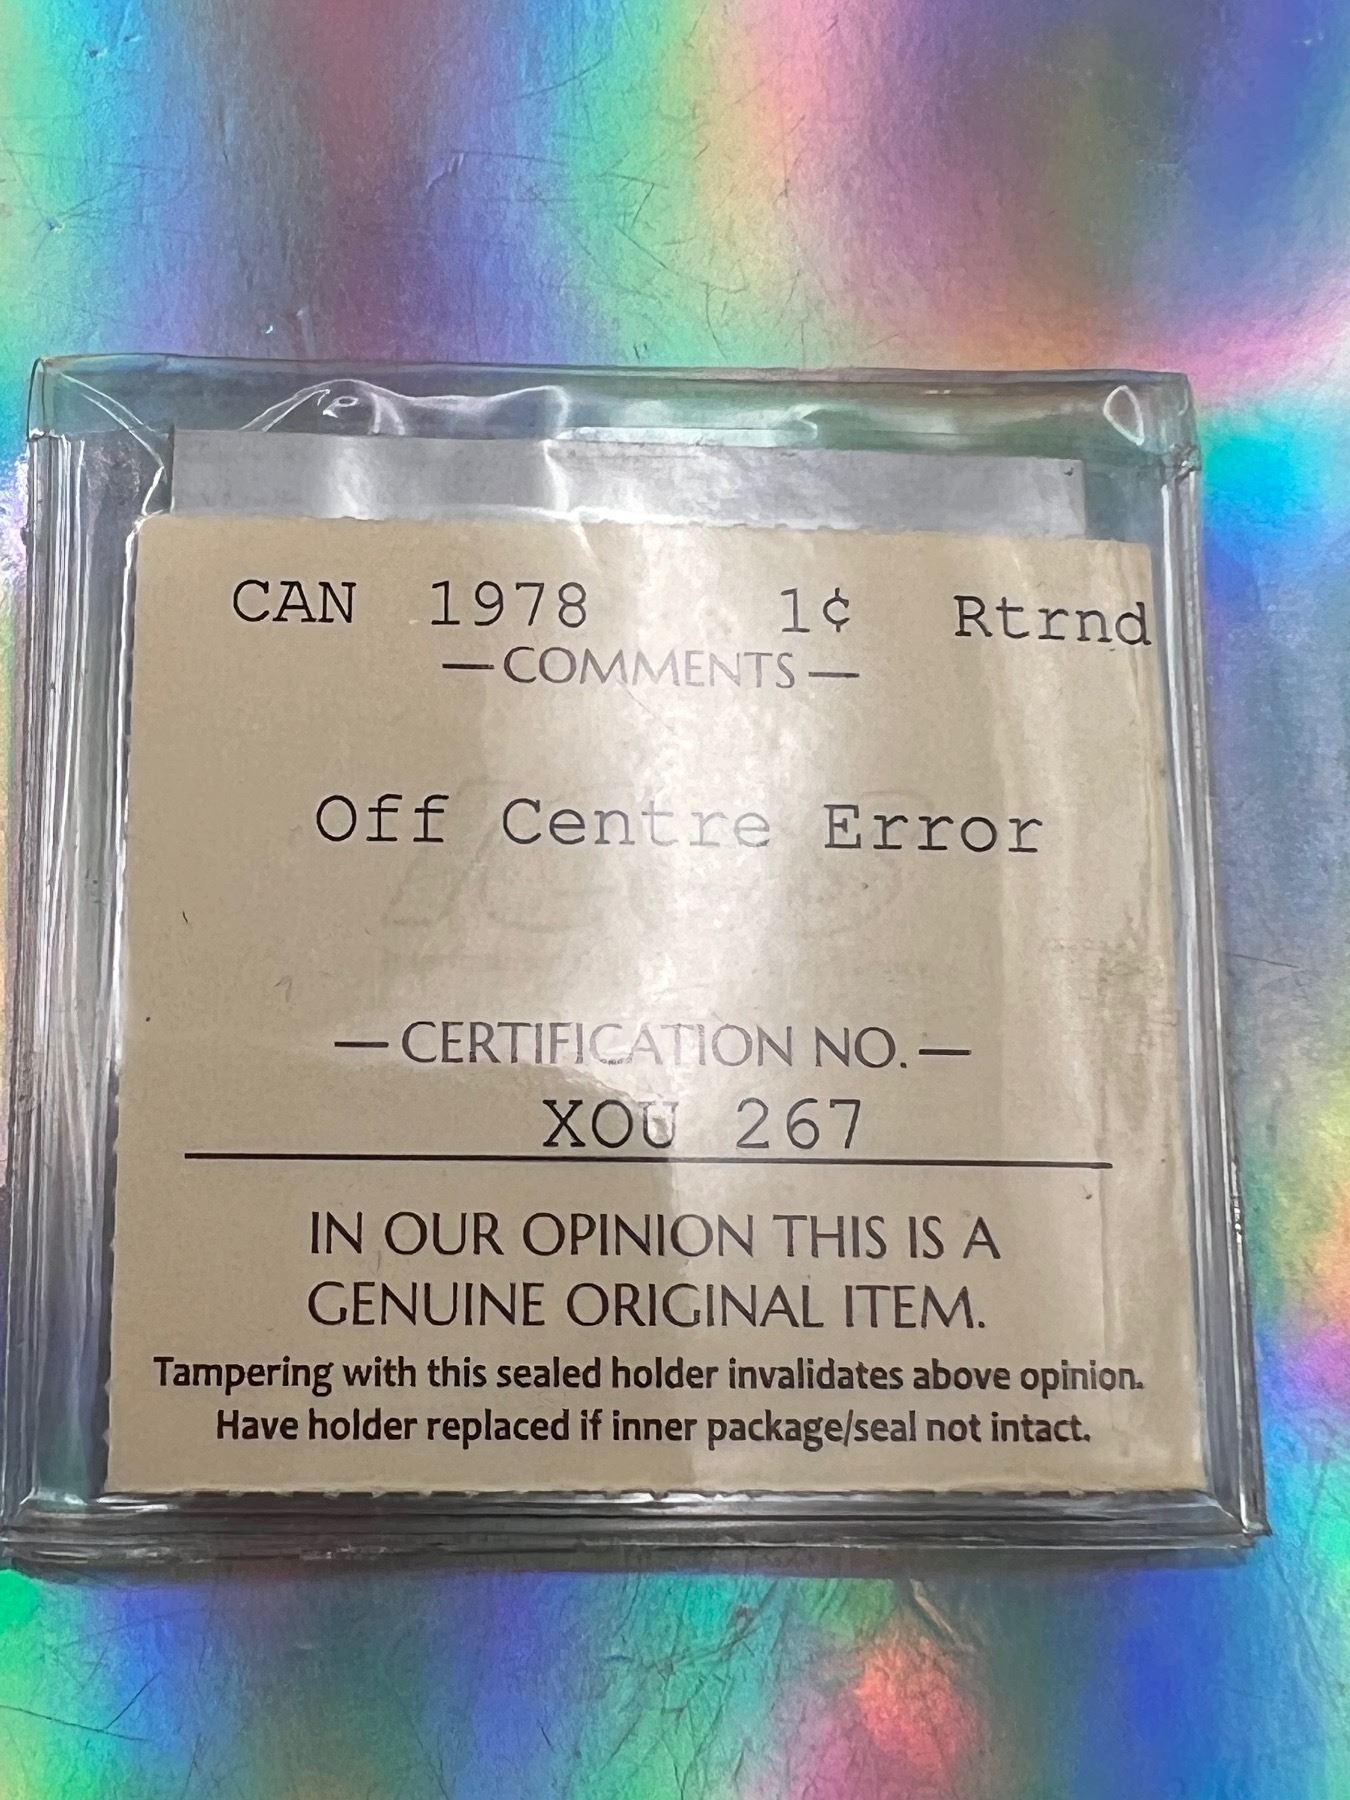 CAN 1978 1¢ Rtrnd
—COMMENTS—
Off Centre Error
—CERTIFICATION NO.—
XOU 267
IN OUR OPINION THIS IS A
GENUINE ORIGINAL ITEM.
Tampering with this sealed holder invalidates above opinion.
Have holder replaced if inner package/seal not intact.